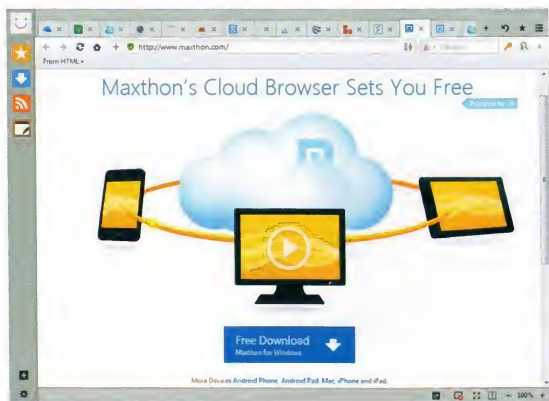 http://www.maxthon.com/
From HTML
Maxthon's Cloud Browser Sets You Free
Free Download
Maxthon for Windows
More Devices Android Phone, Android Pad, Mac, iPhone and iPad.
100%